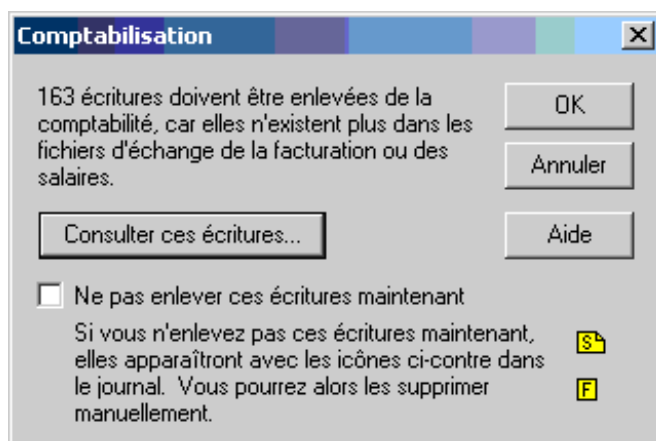 Comptabilisation
163 écritures doivent être enlevées de la
comptabilité, car elles n'existent plus dans les
fichiers d'échange de la facturation ou des
salaires.
OK
Annuler
Consulter ces écritures...
Aide
Ne pas enlever ces écritures maintenant
Si vous n'enlevez pas ces écritures maintenant,
elles apparaîtront avec les icônes ci-contre dans
le journal. Vous pourrez alors les supprimer
manuellement.
S
F